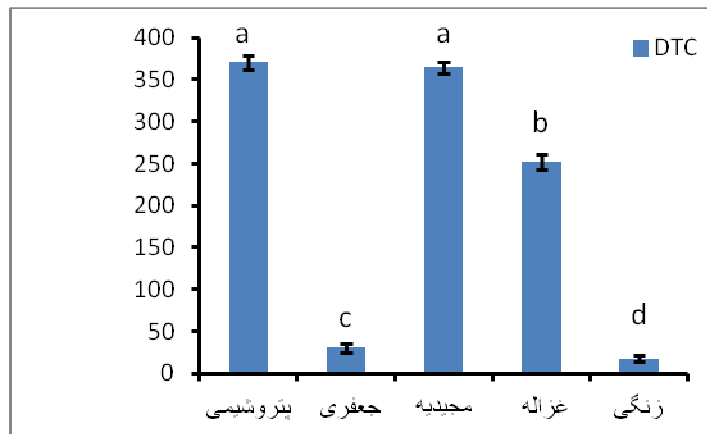 400
350
300
250
200
150
100
50
0
a
c
a
b
d
DTC
پتروشیمی
جعفری
مجیدیه
غزاله
زنگی